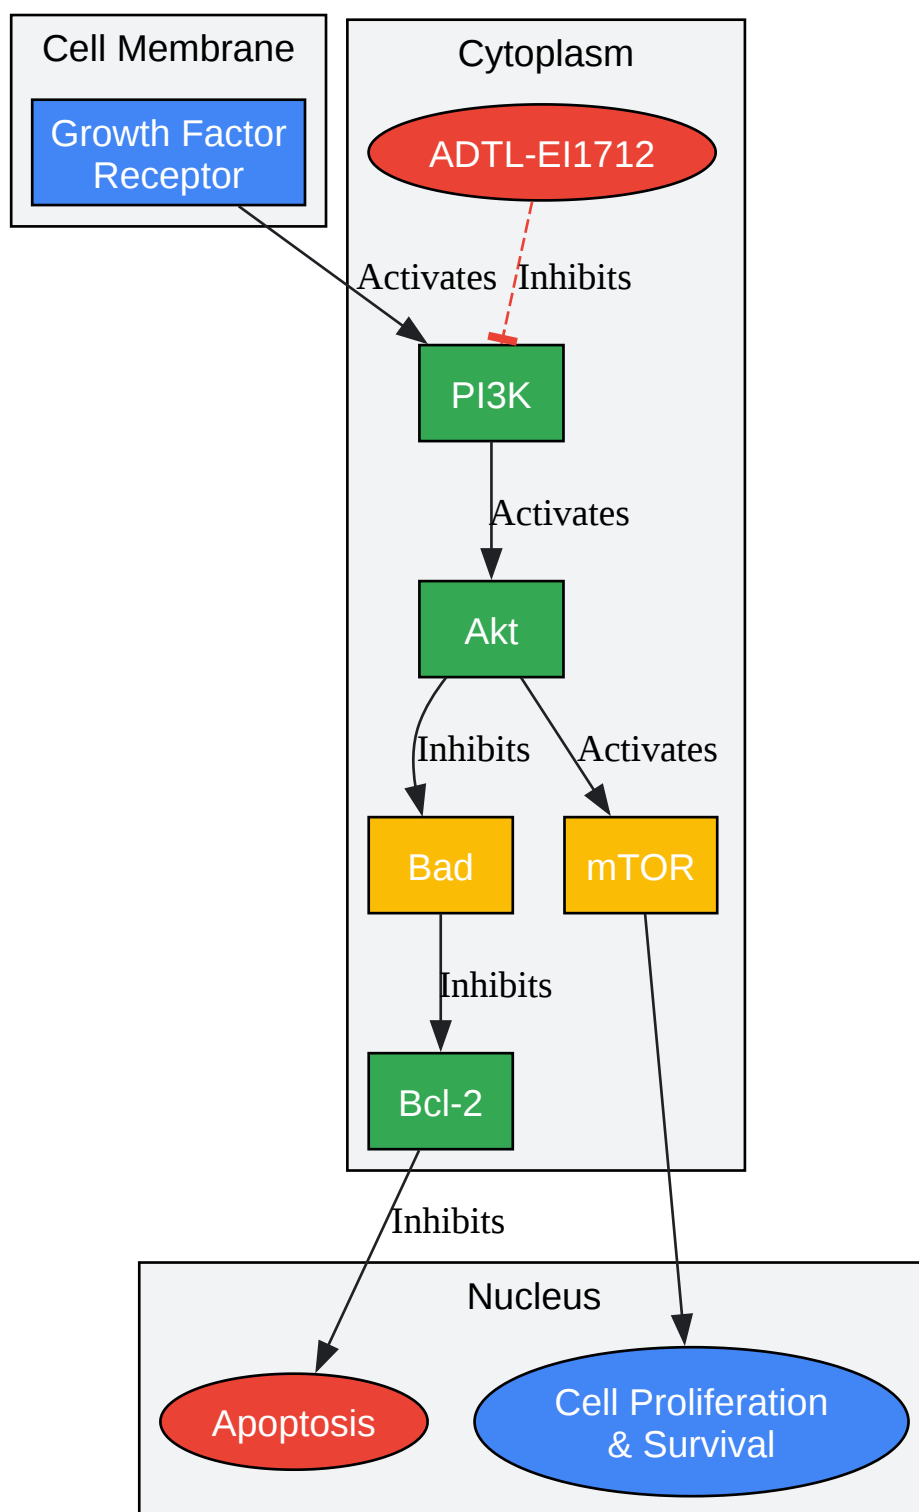 Cell Membrane
Growth Factor
Receptor
Cytoplasm
ADTL-EI1712
Activates
Inhibits
PI3K
Activates
Akt
Inhibits
Activates
Bad
mTOR
Inhibits
Bcl-2
Inhibits
Nucleus
Apoptosis
Cell Proliferation
& Survival